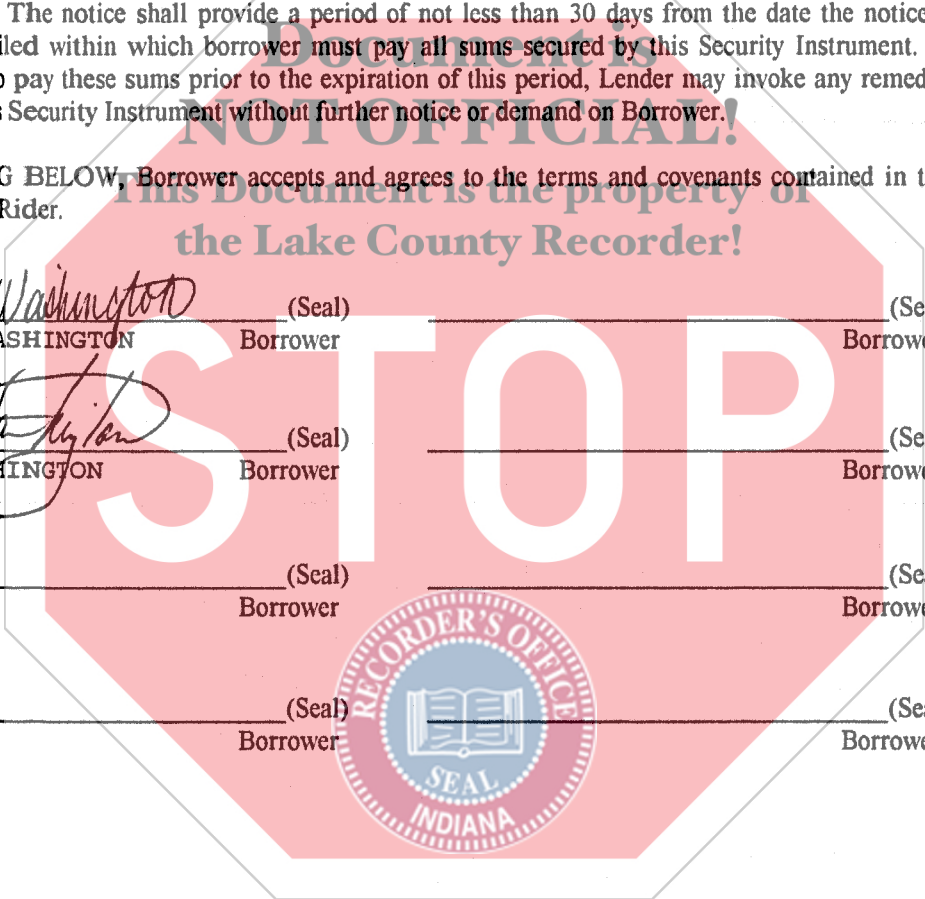 The notice shall provide a period of not less than 30 days from the date the notice
iled within which borrower must pay all sums secured by this Security Instrument.
o pay these sums prior to the expiration of this period, Lender may invoke any remed
s Security Instrument without further notice or demand on Borrower.
Document is
NOT OFFICIAL!
G BELOW, Borrower accepts and agrees to the terms and covenants contained in t
Rider.
This Document is the property of
the Lake County Recorder!
Washington (Seal) (Se
ASHINGTON Borrower Borrowe
(Seal) (Se
HINGTON Borrower Borrowe
STOP
(Seal) (Se
Borrower Borrowe
(Seal) (Sea
Borrower Borrowe
RECORDER'S OFFICE
SEAL
INDIANA